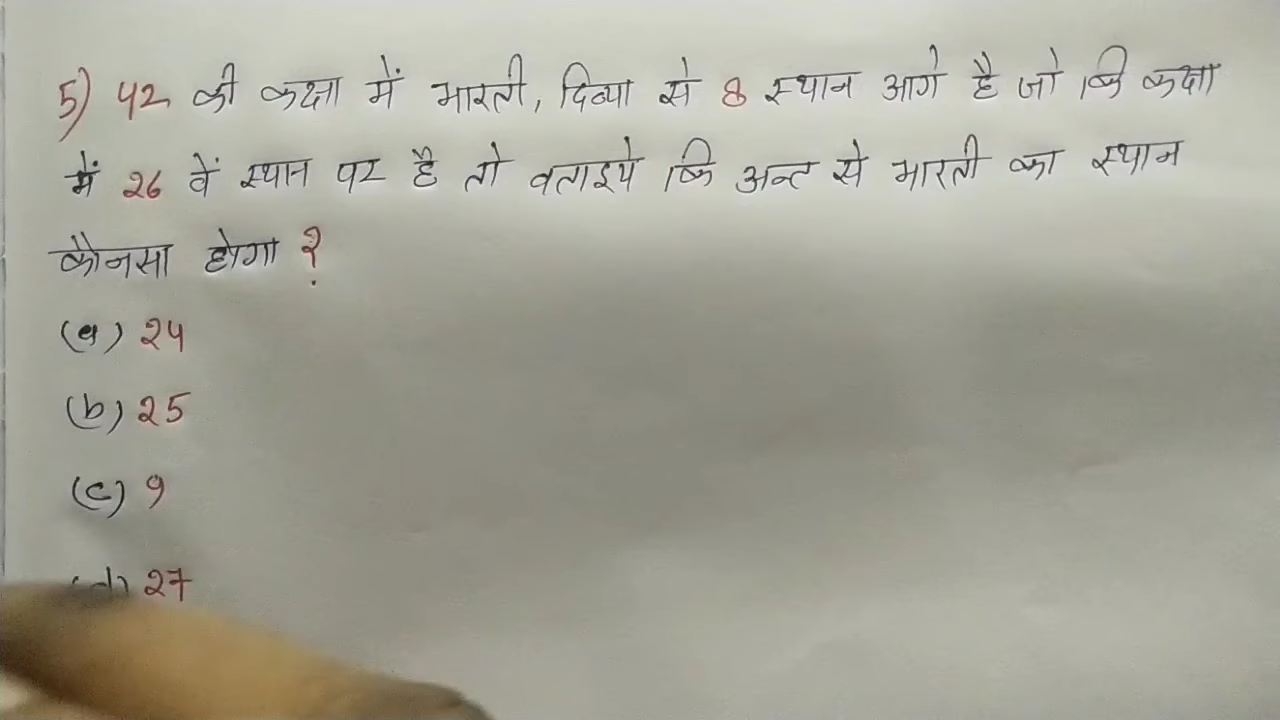 5) 42 की कक्षा में भारती, दिव्या से 8 स्थान आगे है जो कि कक्षा
में 26 वें स्थान पर है तो बताइये कि अन्त से भारती का स्थान
कौनसा होगा ?
(a) 24
(b) 25
(c) 9
(d) 27